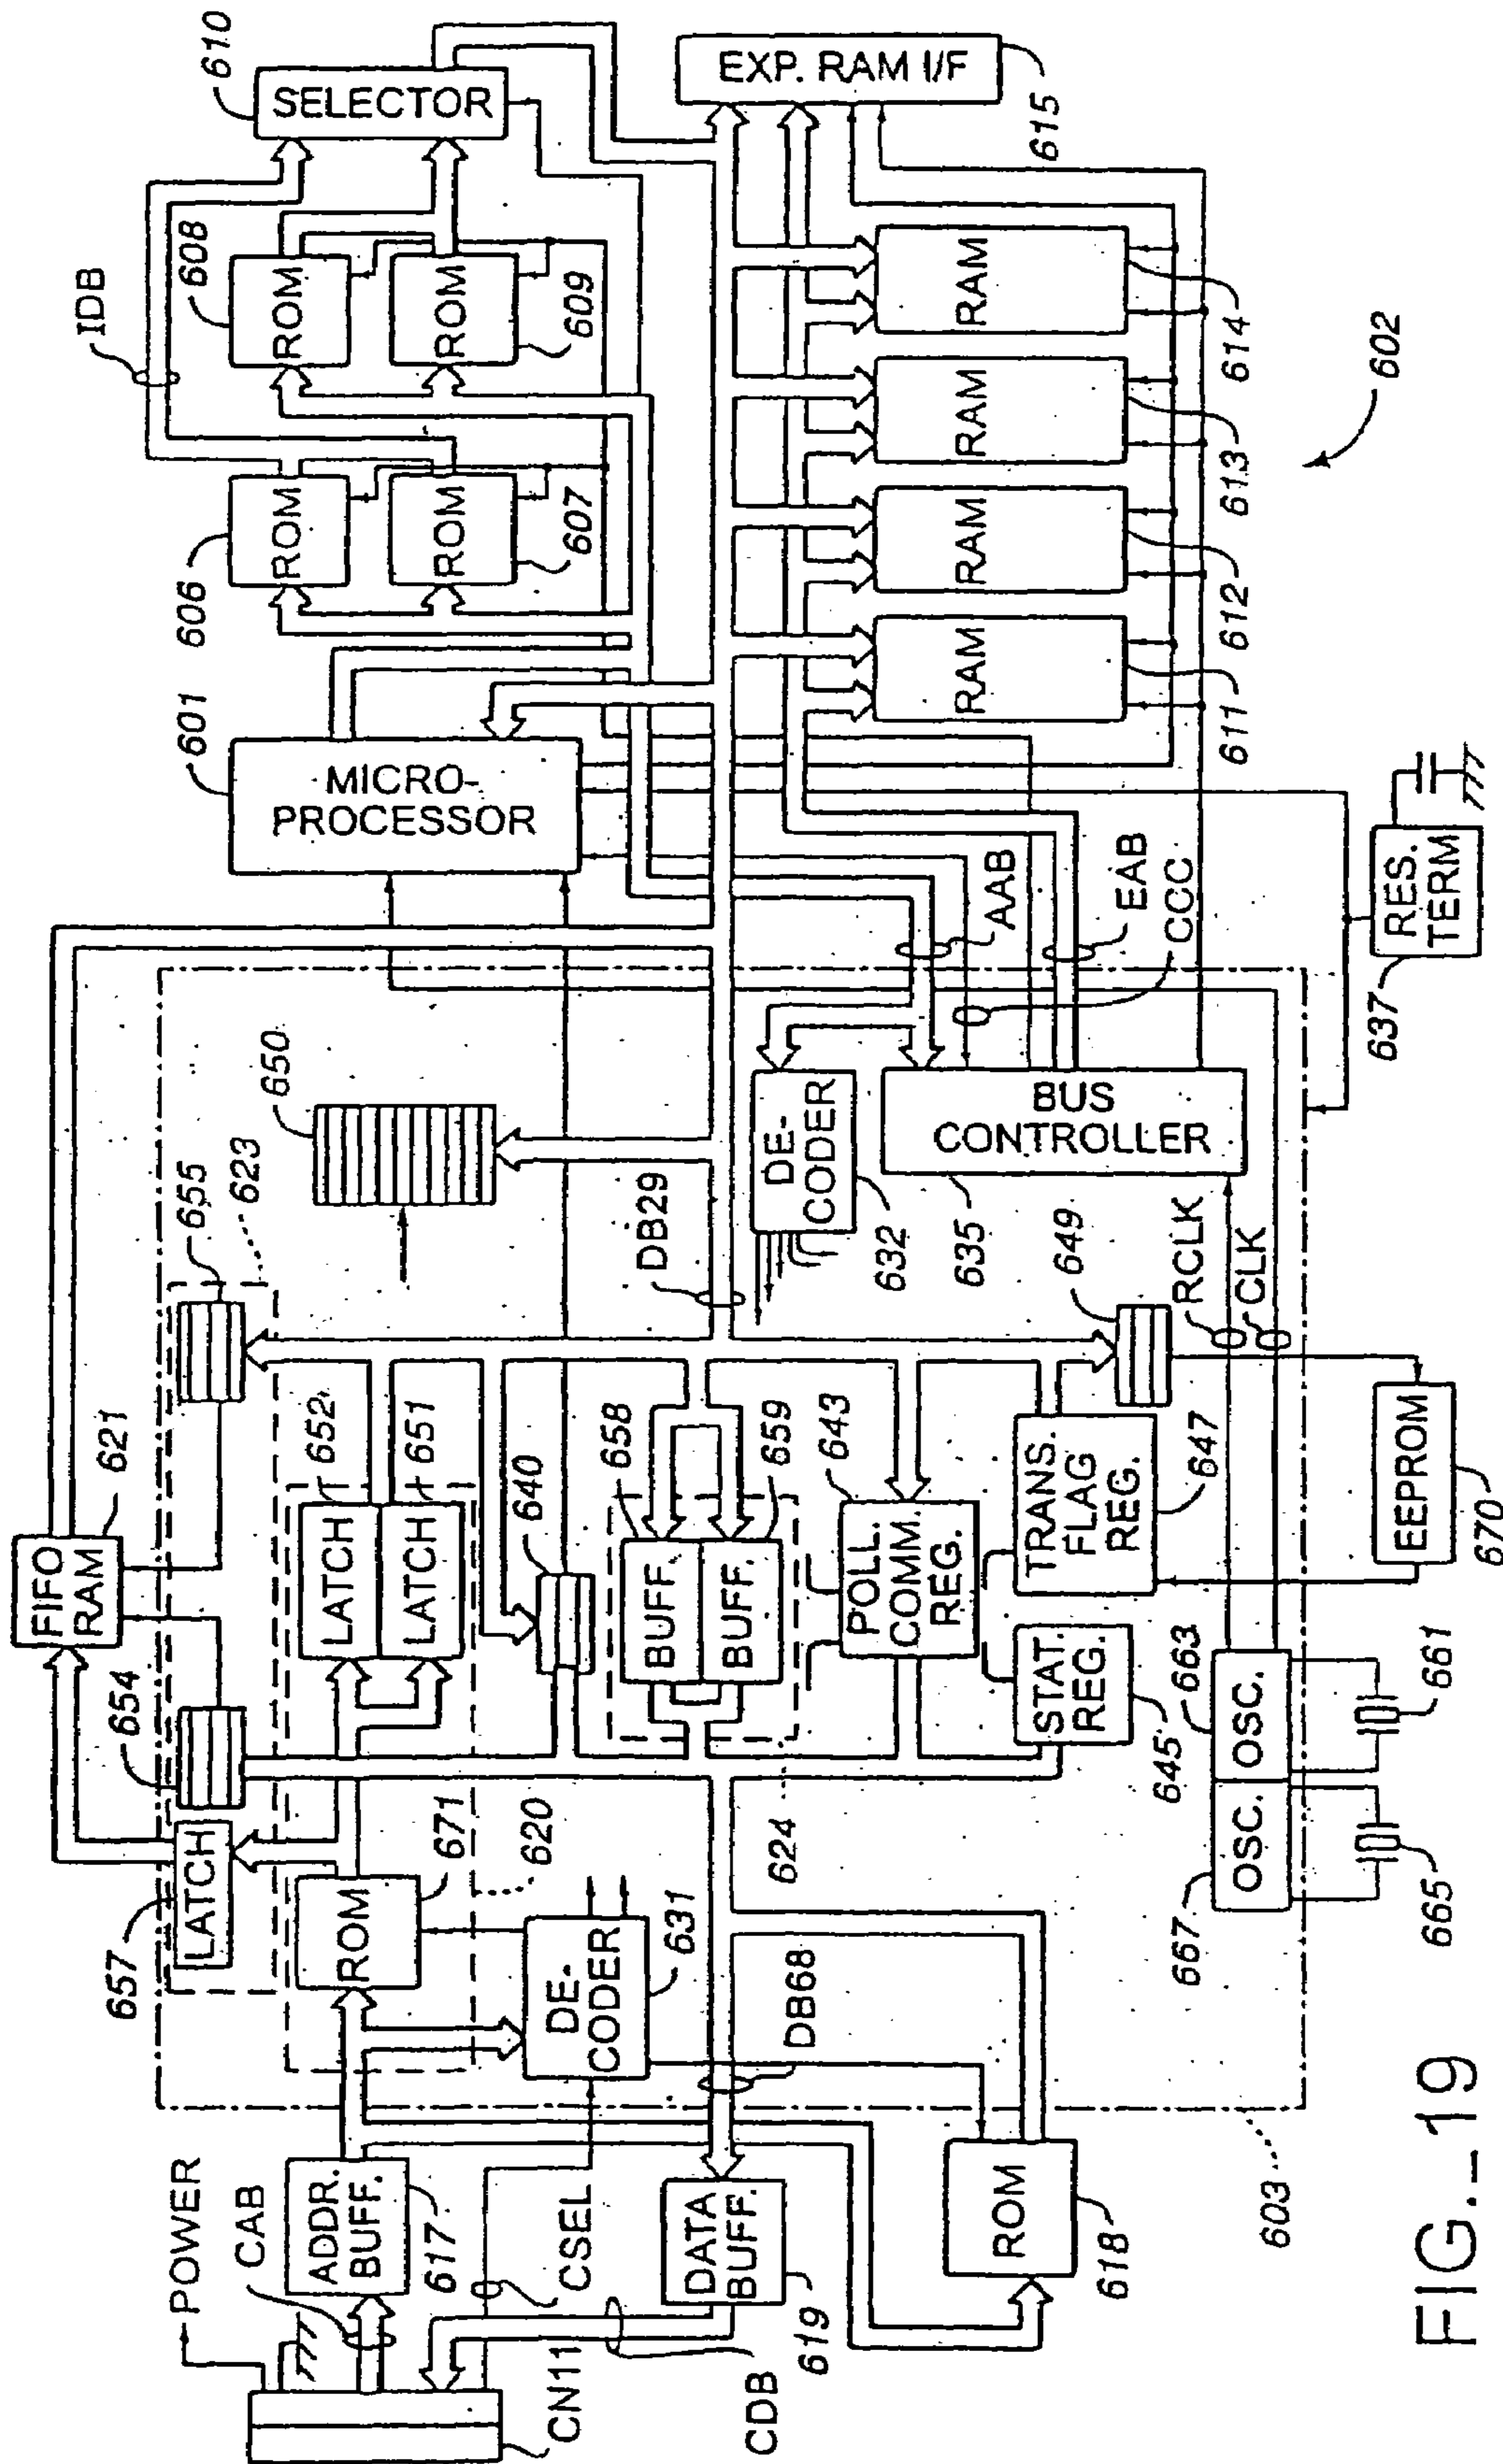 POWER
CAB
ADDR.
BUFF.
617
CSEL
CN11
CDB
DATA
BUFF.
619
ROM
618
603
LATCH
657
654
FIFO
RAM
621
655
623
650
ROM
671
620
DE-
CODER
631
DB68
LATCH
652
LATCH
651
640
BUFF.
658
BUFF.
659
624
POLL.
COMM.
REG.
643
STAT.
REG.
645
TRANS.
FLAG
REG.
647
649
OSC.
667
OSC.
663
665
661
EEPROM
670
RCLK
CLK
DB29
DE-
CODER
632
BUS
CONTROLLER
635
AAB
EAB
CCC
RES.
TERM
637
MICRO-
PROCESSOR
601
ROM
606
ROM
607
ROM
608
ROM
609
IDB
SELECTOR
610
EXP. RAM I/F
615
RAM
611
RAM
612
RAM
613
RAM
614
602
FIG._19